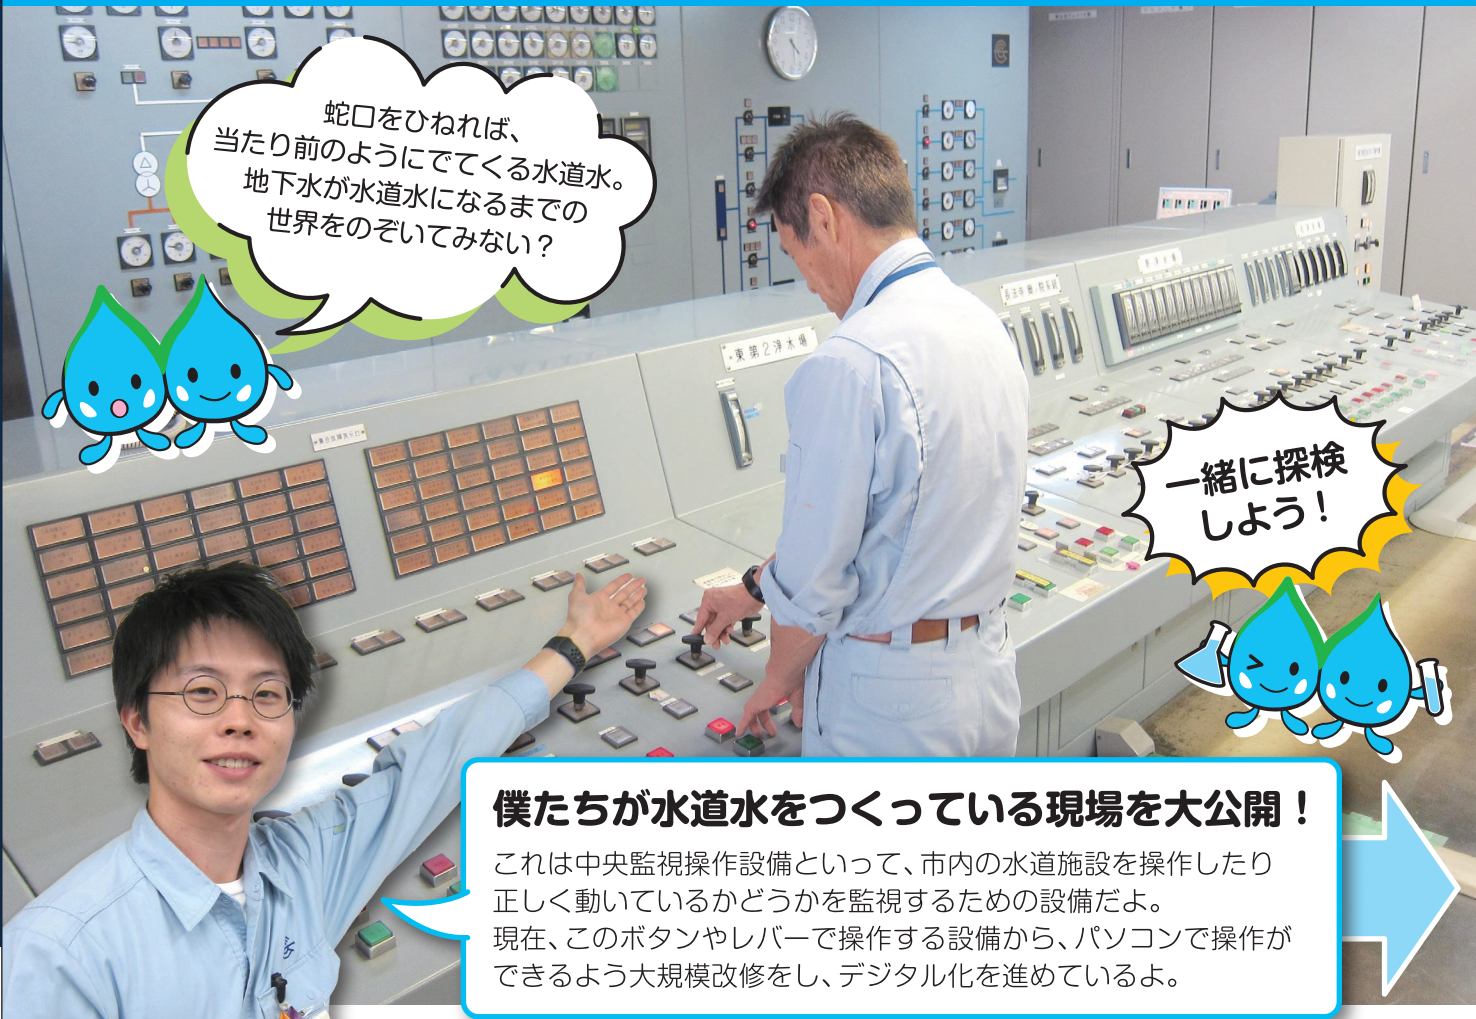 蛇口をひねれば、
当たり前のようにでてくる水道水。
地下水が水道水になるまでの
世界をのぞいてみない？
東第2浄水場
一緒に探検
しよう！
僕たちが水道水をつくっている現場を大公開！
これは中央監視操作設備といって、市内の水道施設を操作したり
正しく動いているかどうかを監視するための設備だよ。
現在、このボタンやレバーで操作する設備から、パソコンで操作が
できるよう大規模改修をし、デジタル化を進めているよ。